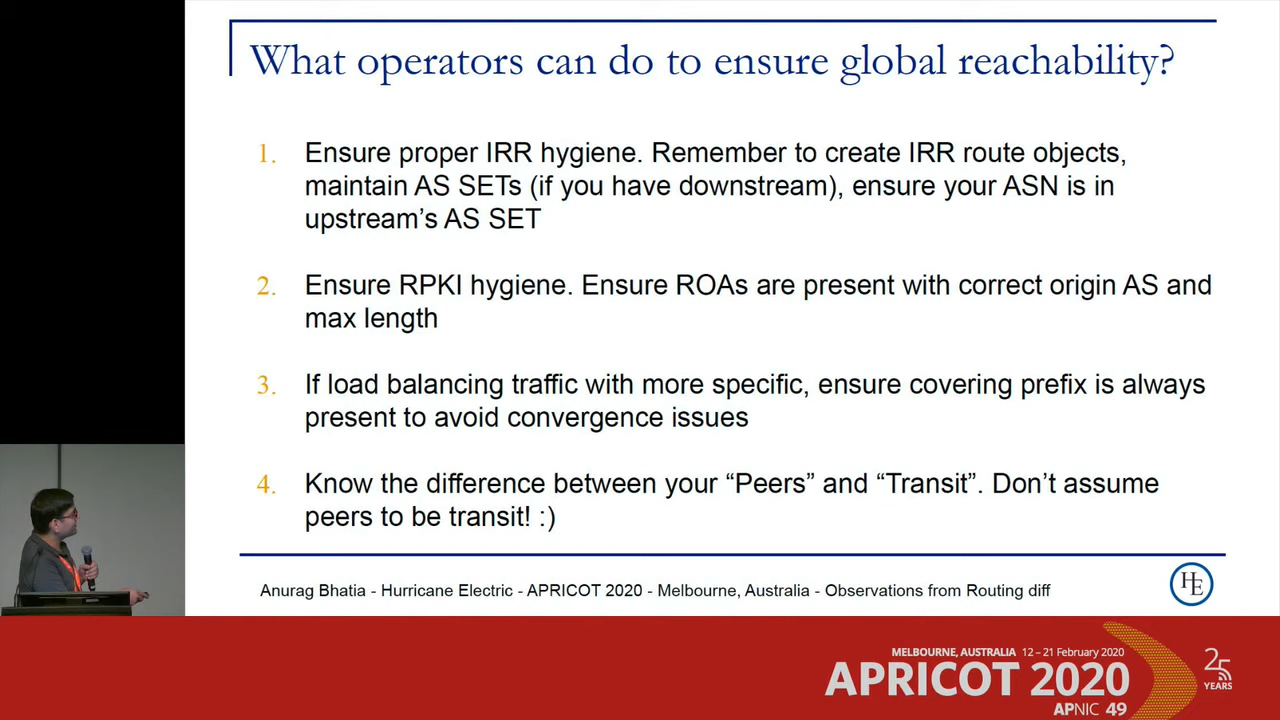 What operators can do to ensure global reachability?
1. Ensure proper IRR hygiene. Remember to create IRR route objects,
maintain AS SETs (if you have downstream), ensure your ASN is in
upstream’s AS SET
2. Ensure RPKI hygiene. Ensure ROAs are present with correct origin AS and
max length
3. If load balancing traffic with more specific, ensure covering prefix is always
present to avoid convergence issues
4. Know the difference between your “Peers” and “Transit”. Don’t assume
peers to be transit! :)
Anurag Bhatia - Hurricane Electric - APRICOT 2020 - Melbourne, Australia - Observations from Routing diff
HE
MELBOURNE, AUSTRALIA 12 – 21 February 2020
APRICOT 2020
APNIC 49
25
YEARS